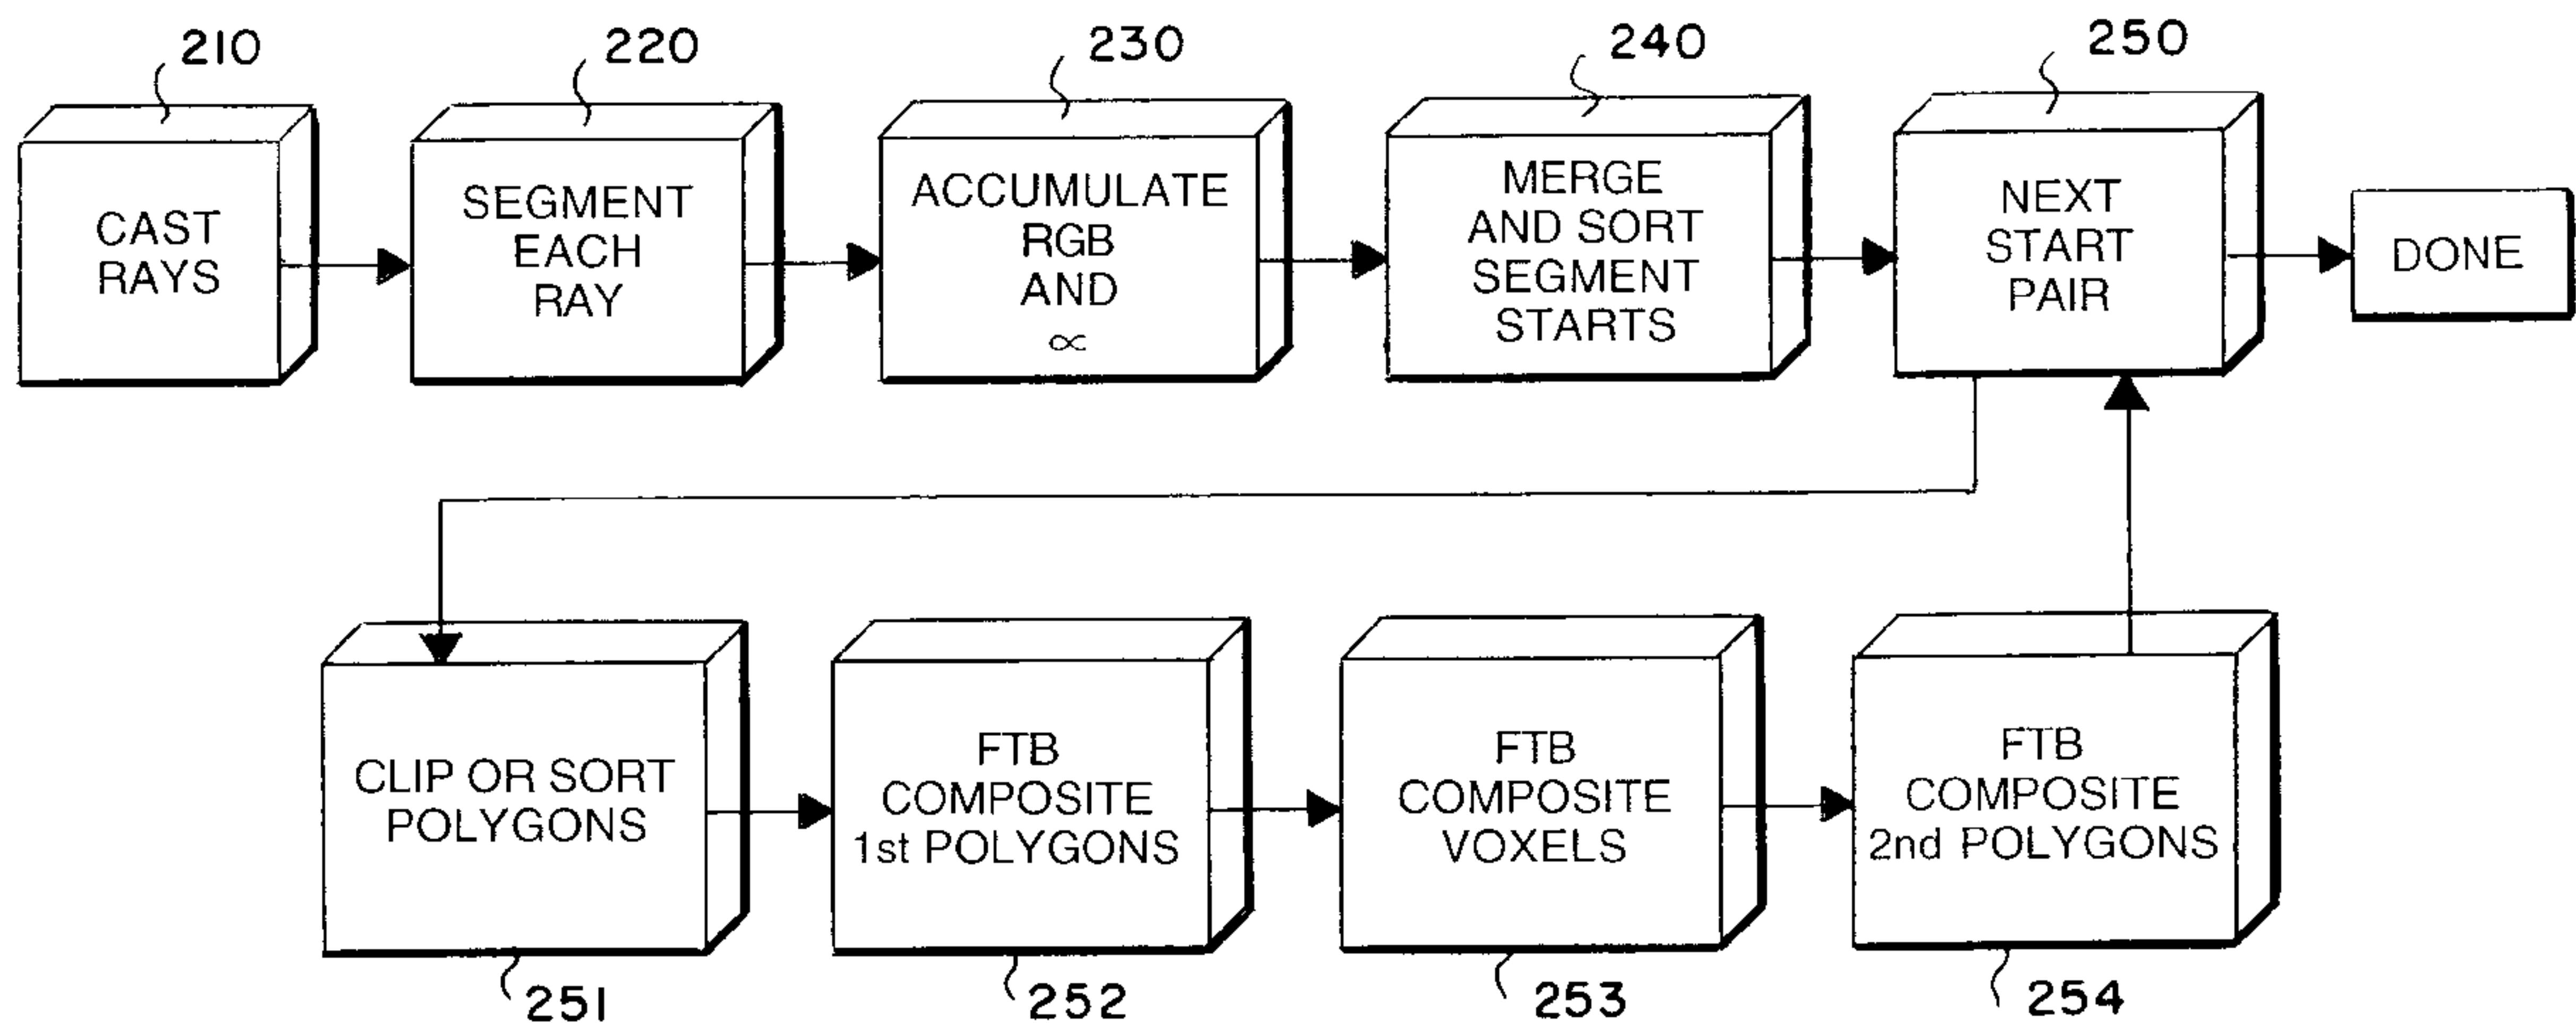 210
220
230
240
250
CAST
RAYS
SEGMENT
EACH
RAY
ACCUMULATE
RGB
AND
∝
MERGE
AND SORT
SEGMENT
STARTS
NEXT
START
PAIR
DONE
CLIP OR SORT
POLYGONS
FTB
COMPOSITE
1st POLYGONS
FTB
COMPOSITE
VOXELS
FTB
COMPOSITE
2nd POLYGONS
251
252
253
254